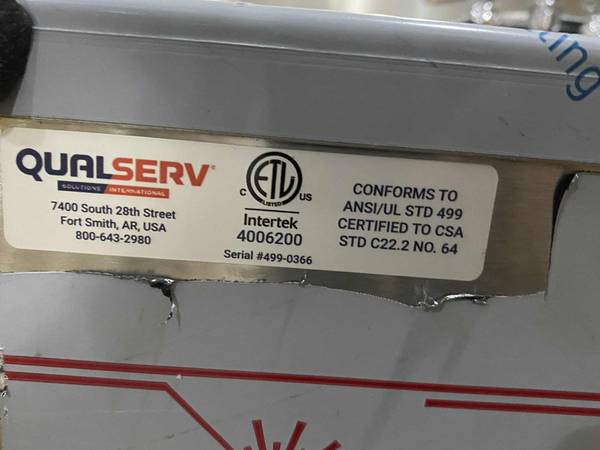 ting
QUALSERV®
SOLUTIONS INTERNATIONAL
7400 South 28th Street
Fort Smith, AR, USA
800-643-2980
C ETL US
LISTED
Intertek
4006200
Serial #499-0366
CONFORMS TO
ANSI/UL STD 499
CERTIFIED TO CSA
STD C22.2 NO. 64